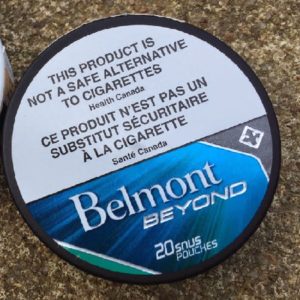 THIS PRODUCT IS
NOT A SAFE ALTERNATIVE
TO CIGARETTES
Health Canada
CE PRODUIT N'EST PAS UN
SUBSTITUT SÉCURITAIRE
À LA CIGARETTE
Santé Canada
Belmont
BEYOND
20 SNUS
POUCHES